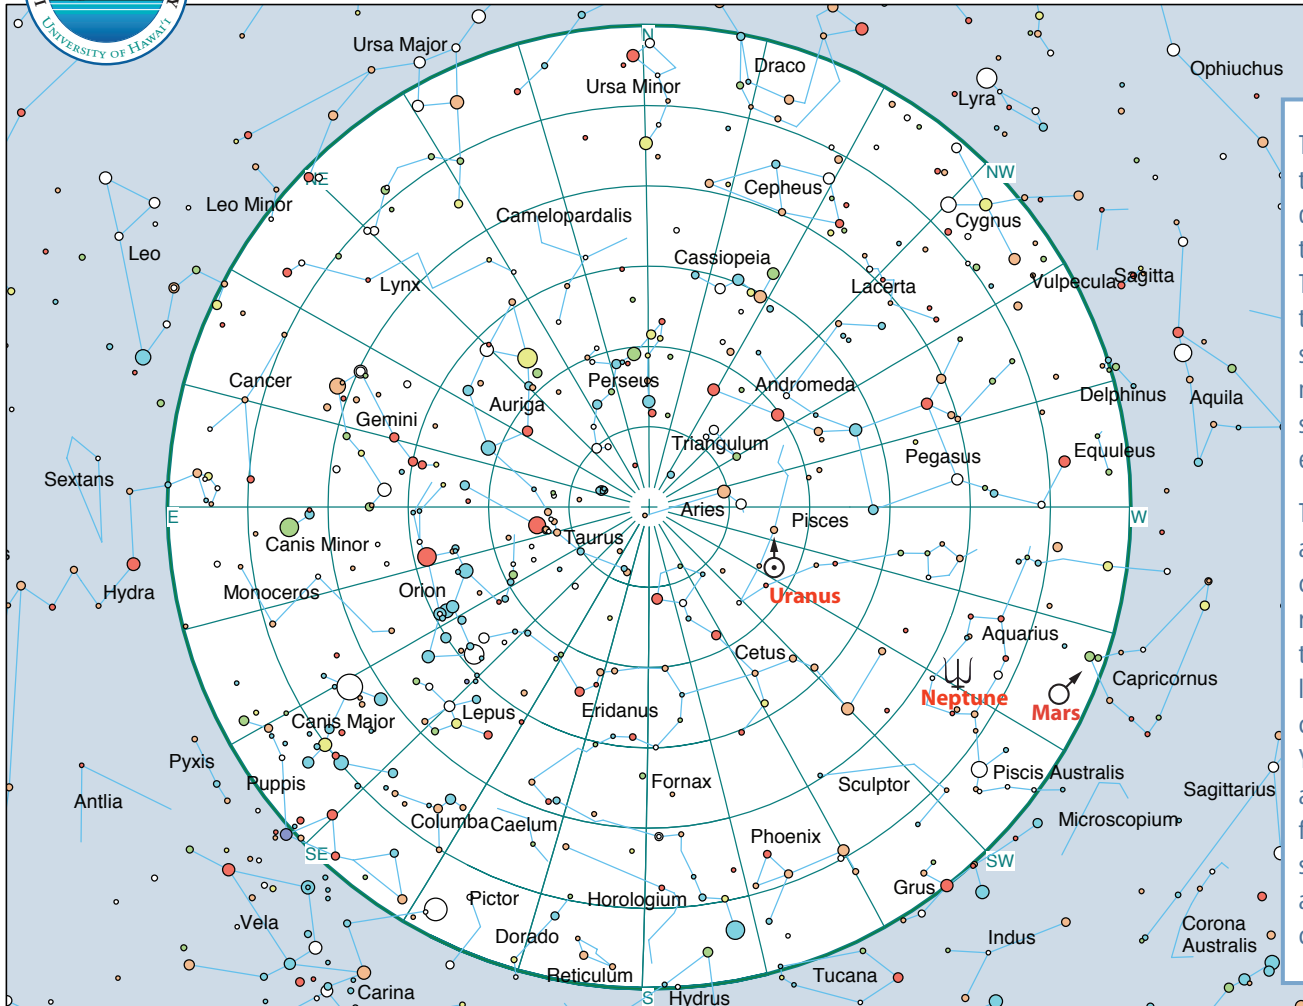 UNIVERSITY OF HAWAI'I
Ursa Major
N
Draco
Ophiuchus
Ursa Minor
Lyra
NE
NW
Cepheus
Leo Minor
Camelopardalis
Cygnus
Leo
Cassiopeia
Lynx
Lacerta
Vulpecula
Sagitta
Cancer
Perseus
Andromeda
Delphinus
Aquila
Gemini
Auriga
Triangulum
Pegasus
Equuleus
Sextans
Aries
E
Pisces
W
Canis Minor
Taurus
Hydra
Monoceros
Orion
Uranus
Aquarius
Cetus
Capricornus
Neptune
Mars
Canis Major
Lepus
Eridanus
Pyxis
Puppis
Fornax
Sculptor
Piscis Australis
Sagittarius
Antlia
Columba
Caelum
Microscopium
Phoenix
SE
SW
Grus
Pictor
Horologium
Vela
Corona
Australis
Dorado
Indus
Reticulum
Tucana
Carina
S
Hydrus